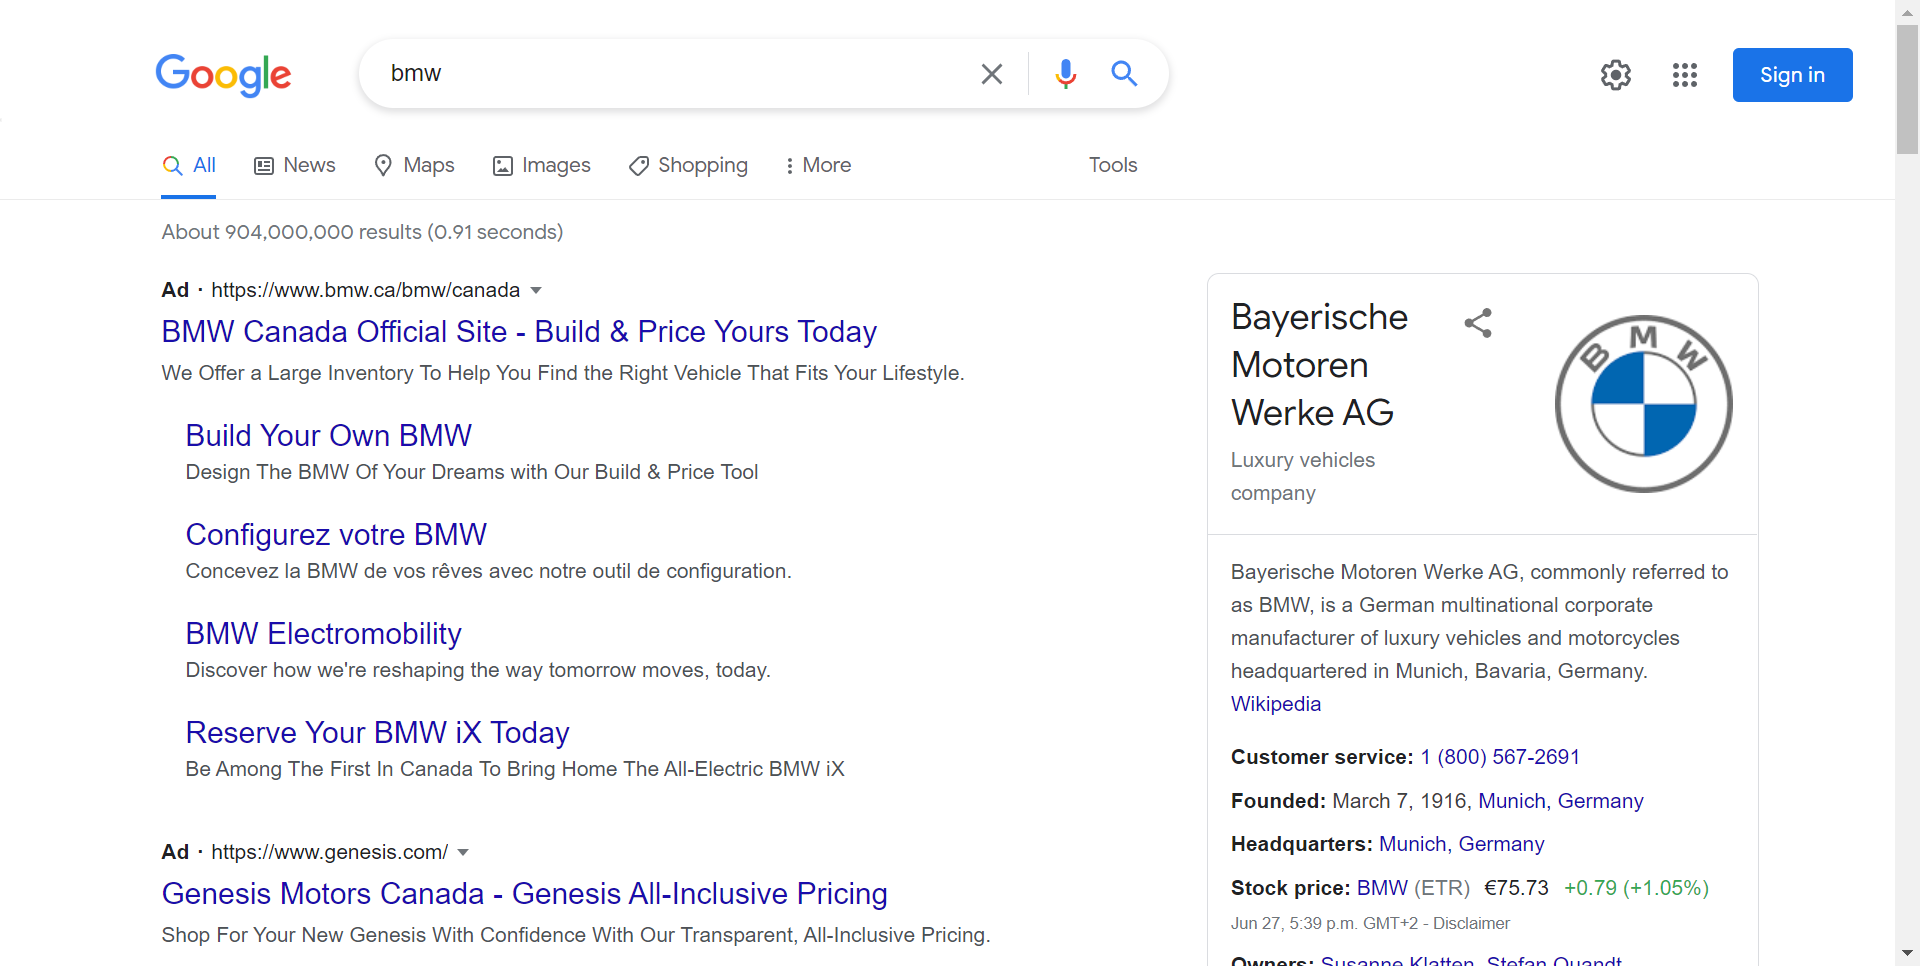 Google
bmw
Sign in
All
News
Maps
Images
Shopping
More
Tools
About 904,000,000 results (0.91 seconds)
Ad · https://www.bmw.ca/bmw/canada
BMW Canada Official Site - Build & Price Yours Today
We Offer a Large Inventory To Help You Find the Right Vehicle That Fits Your Lifestyle.
Build Your Own BMW
Design The BMW Of Your Dreams with Our Build & Price Tool
Configurez votre BMW
Concevez la BMW de vos rêves avec notre outil de configuration.
BMW Electromobility
Discover how we're reshaping the way tomorrow moves, today.
Reserve Your BMW iX Today
Be Among The First In Canada To Bring Home The All-Electric BMW iX
Ad · https://www.genesis.com/
Genesis Motors Canada - Genesis All-Inclusive Pricing
Shop For Your New Genesis With Confidence With Our Transparent, All-Inclusive Pricing.
Bayerische
Motoren
Werke AG
Luxury vehicles
company
BMW
Bayerische Motoren Werke AG, commonly referred to
as BMW, is a German multinational corporate
manufacturer of luxury vehicles and motorcycles
headquartered in Munich, Bavaria, Germany.
Wikipedia
Customer service: 1 (800) 567-2691
Founded: March 7, 1916, Munich, Germany
Headquarters: Munich, Germany
Stock price: BMW (ETR) €75.73 +0.79 (+1.05%)
Jun 27, 5:39 p.m. GMT+2 - Disclaimer
Owners: Susanne Klatten, Stefan Quandt